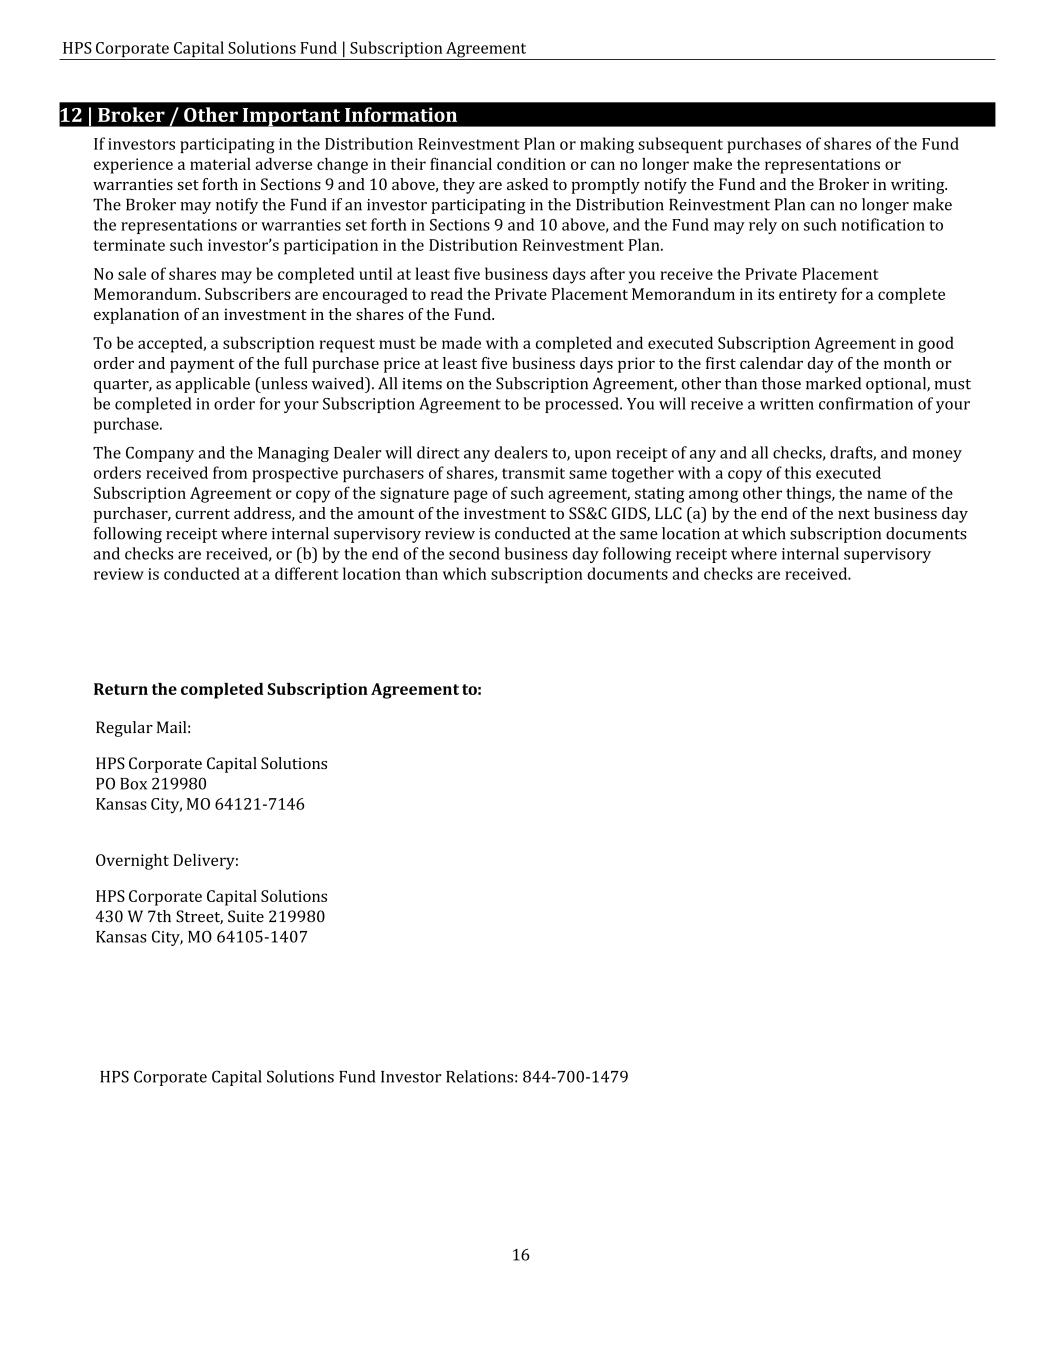 HPS Corporate Capital Solutions Fund | Subscription Agreement
12 | Broker / Other Important Information
If investors participating in the Distribution Reinvestment Plan or making subsequent purchases of shares of the Fund
experience a material adverse change in their financial condition or can no longer make the representations or
warranties set forth in Sections 9 and 10 above, they are asked to promptly notify the Fund and the Broker in writing.
The Broker may notify the Fund if an investor participating in the Distribution Reinvestment Plan can no longer make
the representations or warranties set forth in Sections 9 and 10 above, and the Fund may rely on such notification to
terminate such investor’s participation in the Distribution Reinvestment Plan.
No sale of shares may be completed until at least five business days after you receive the Private Placement
Memorandum. Subscribers are encouraged to read the Private Placement Memorandum in its entirety for a complete
explanation of an investment in the shares of the Fund.
To be accepted, a subscription request must be made with a completed and executed Subscription Agreement in good
order and payment of the full purchase price at least five business days prior to the first calendar day of the month or
quarter, as applicable (unless waived). All items on the Subscription Agreement, other than those marked optional, must
be completed in order for your Subscription Agreement to be processed. You will receive a written confirmation of your
purchase.
The Company and the Managing Dealer will direct any dealers to, upon receipt of any and all checks, drafts, and money
orders received from prospective purchasers of shares, transmit same together with a copy of this executed
Subscription Agreement or copy of the signature page of such agreement, stating among other things, the name of the
purchaser, current address, and the amount of the investment to SS&C GIDS, LLC (a) by the end of the next business day
following receipt where internal supervisory review is conducted at the same location at which subscription documents
and checks are received, or (b) by the end of the second business day following receipt where internal supervisory
review is conducted at a different location than which subscription documents and checks are received.
Return the completed Subscription Agreement to:
Regular Mail:
HPS Corporate Capital Solutions
PO Box 219980
Kansas City, MO 64121-7146
Overnight Delivery:
HPS Corporate Capital Solutions
430 W 7th Street, Suite 219980
Kansas City, MO 64105-1407
HPS Corporate Capital Solutions Fund Investor Relations: 844-700-1479
16